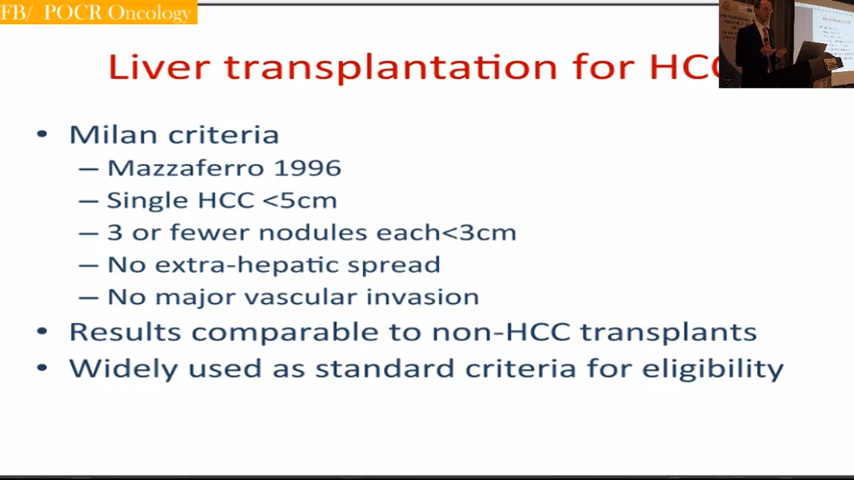 FB/ POCR Oncology
Liver transplantation for HC
• Milan criteria
– Mazzaferro 1996
– Single HCC <5cm
– 3 or fewer nodules each<3cm
– No extra-hepatic spread
– No major vascular invasion
• Results comparable to non-HCC transplants
• Widely used as standard criteria for eligibility